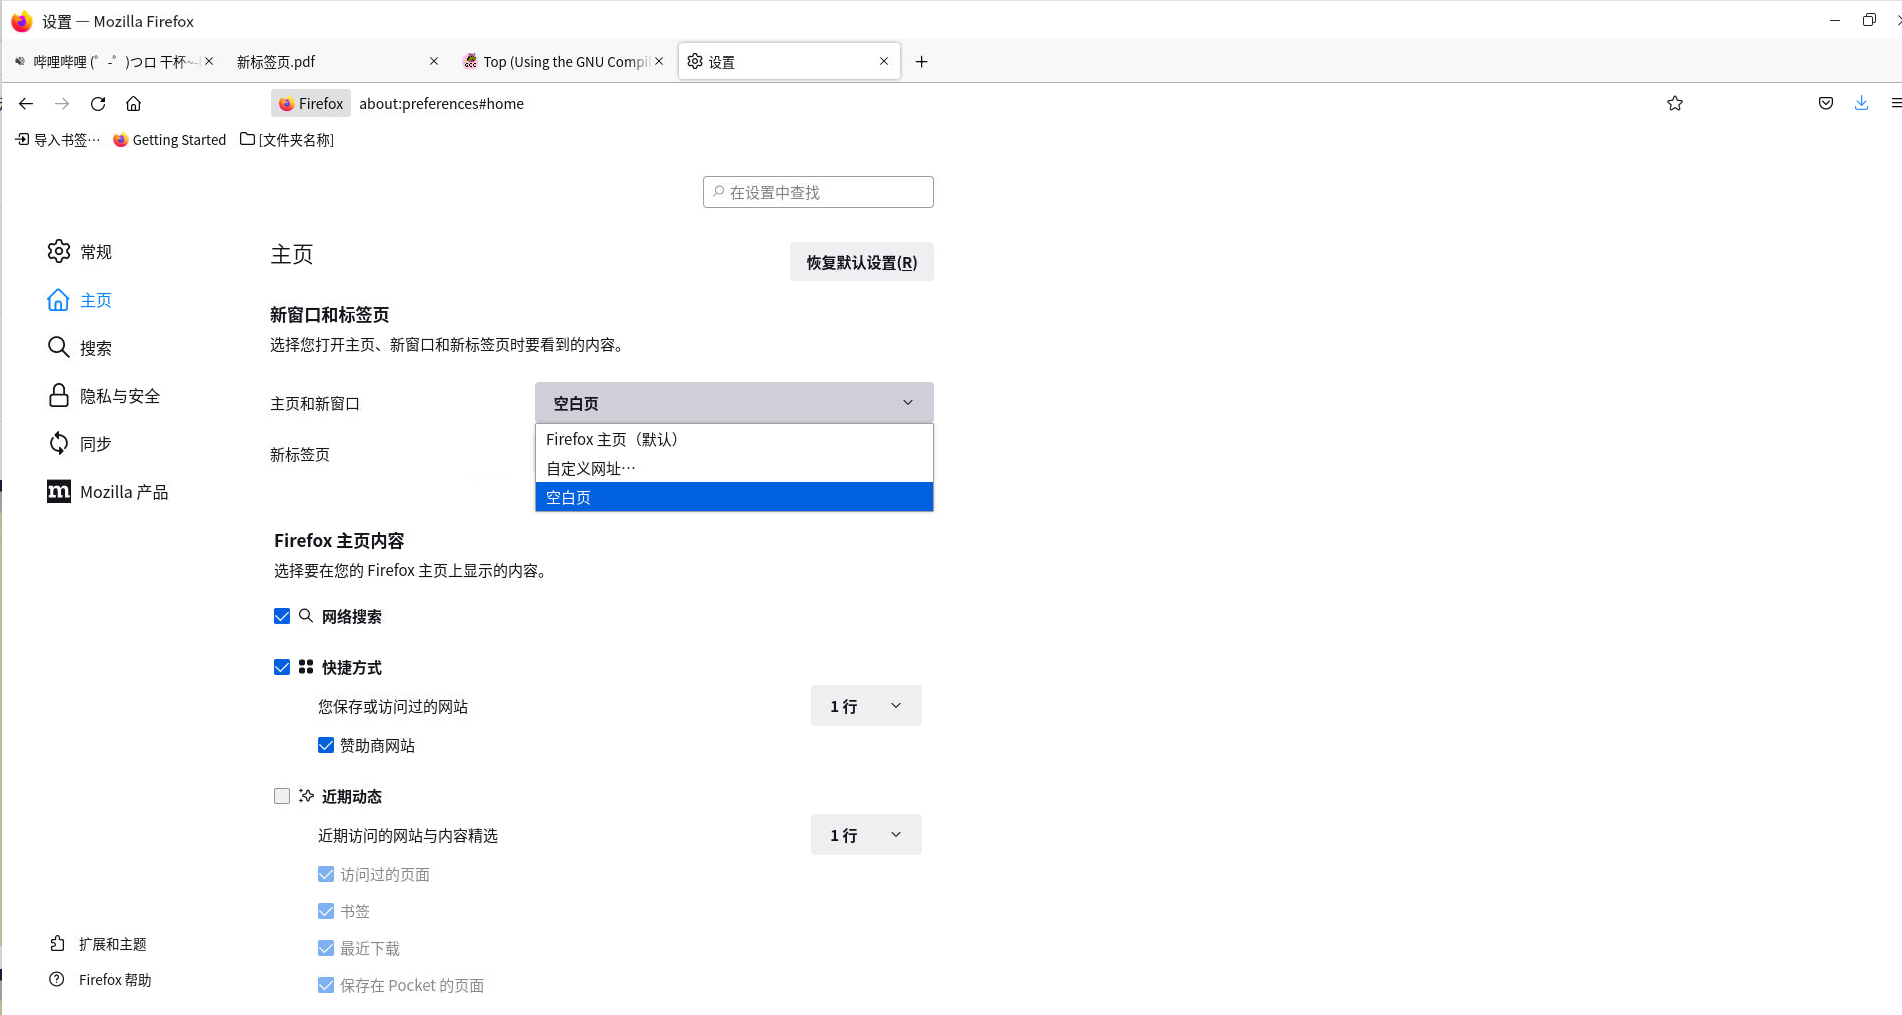 设置 — Mozilla Firefox
哔哩哔哩 (゜-゜)つロ 干杯~-
新标签页.pdf
Top (Using the GNU Compil
设置
Firefox about:preferences#home
导入书签…
Getting Started
[文件夹名称]
在设置中查找
常规
主页
搜索
隐私与安全
同步
Mozilla 产品
主页
恢复默认设置(R)
新窗口和标签页
选择您打开主页、新窗口和新标签页时要看到的内容。
主页和新窗口
空白页
Firefox 主页（默认）
自定义网址…
空白页
新标签页
Firefox 主页内容
选择要在您的 Firefox 主页上显示的内容。
网络搜索
快捷方式
您保存或访问过的网站
1 行
赞助商网站
近期动态
近期访问的网站与内容精选
1 行
访问过的页面
书签
最近下载
保存在 Pocket 的页面
扩展和主题
Firefox 帮助